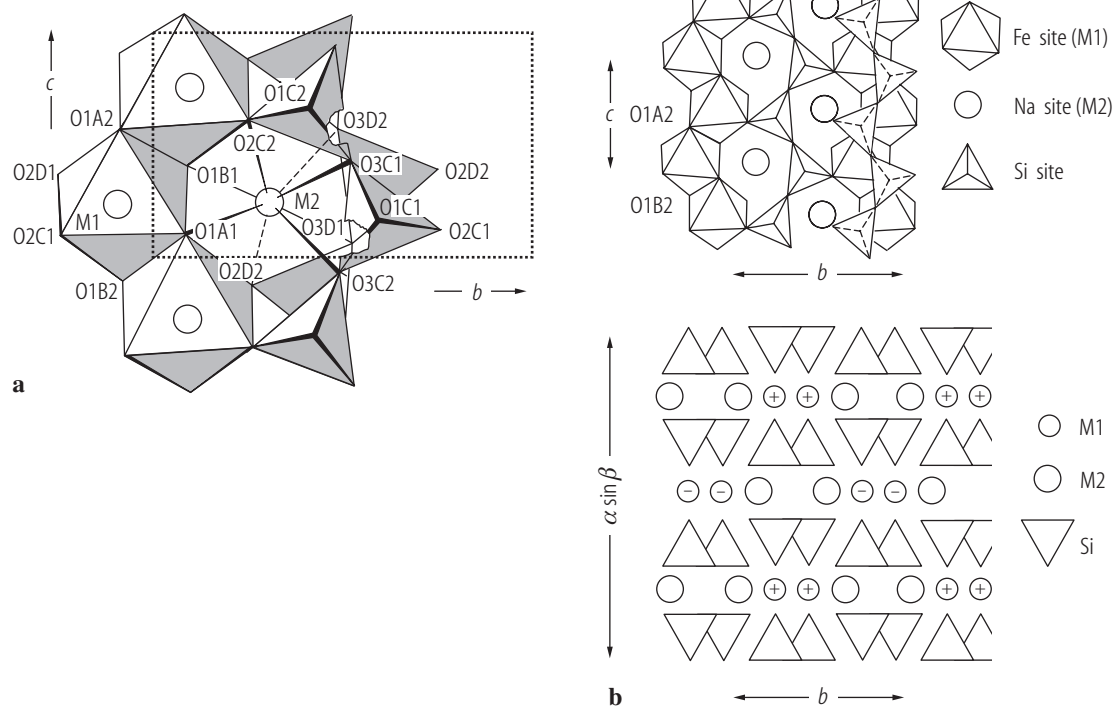 c
O1A2
O1C2
O2C2
O3D2
O2D1
O1B1
O3C1
O2D2
M1
M2
O1C1
O2C1
O1A1
O3D1
O2C1
O1B2
O2D2
O3C2
b
a
Fe site (M1)
c
O1A2
Na site (M2)
Si site
O1B2
b
+ + + +
M1
α sin β
− − − −
M2
Si
+ + + +
b
b